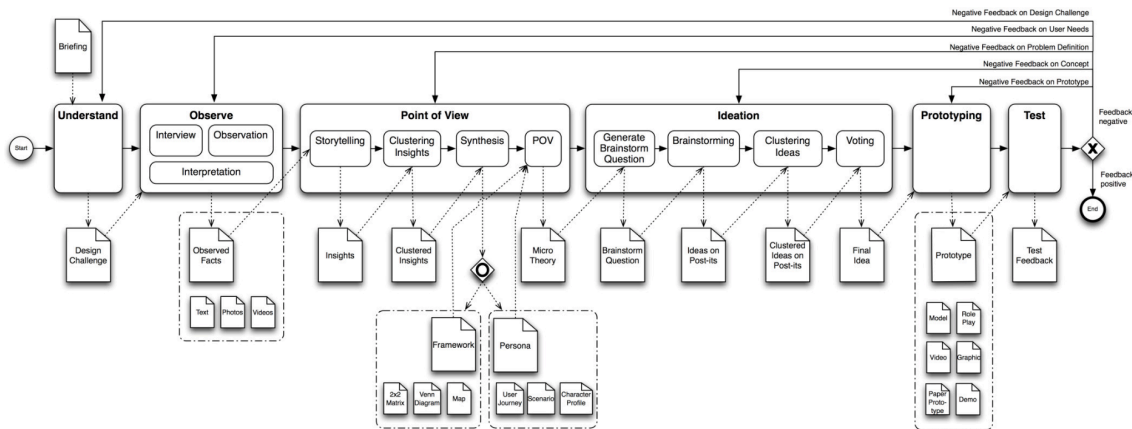 Negative Feedback on Design Challenge
Negative Feedback on User Needs
Negative Feedback on Problem Definition
Negative Feedback on Concept
Negative Feedback on Prototype
Briefing
Understand
Observe
Point of View
Ideation
Prototyping
Test
Feedback
negative
Interview
Observation
Interpretation
Storytelling
Clustering
Insights
Synthesis
POV
Generate
Brainstorm
Question
Brainstorming
Clustering
Ideas
Voting
Start
X
Feedback
positive
End
Design
Challenge
Observed
Facts
Insights
Clustered
Insights
Micro
Theory
Brainstorm
Question
Ideas on
Post-its
Clustered
Ideas on
Post-its
Final
Idea
Prototype
Test
Feedback
Text
Photos
Videos
Framework
Persona
2x2
Matrix
Venn
Diagram
Map
User
Journey
Scenario
Character
Profile
Model
Role
Play
Video
Graphic
Paper
Proto-
type
Demo